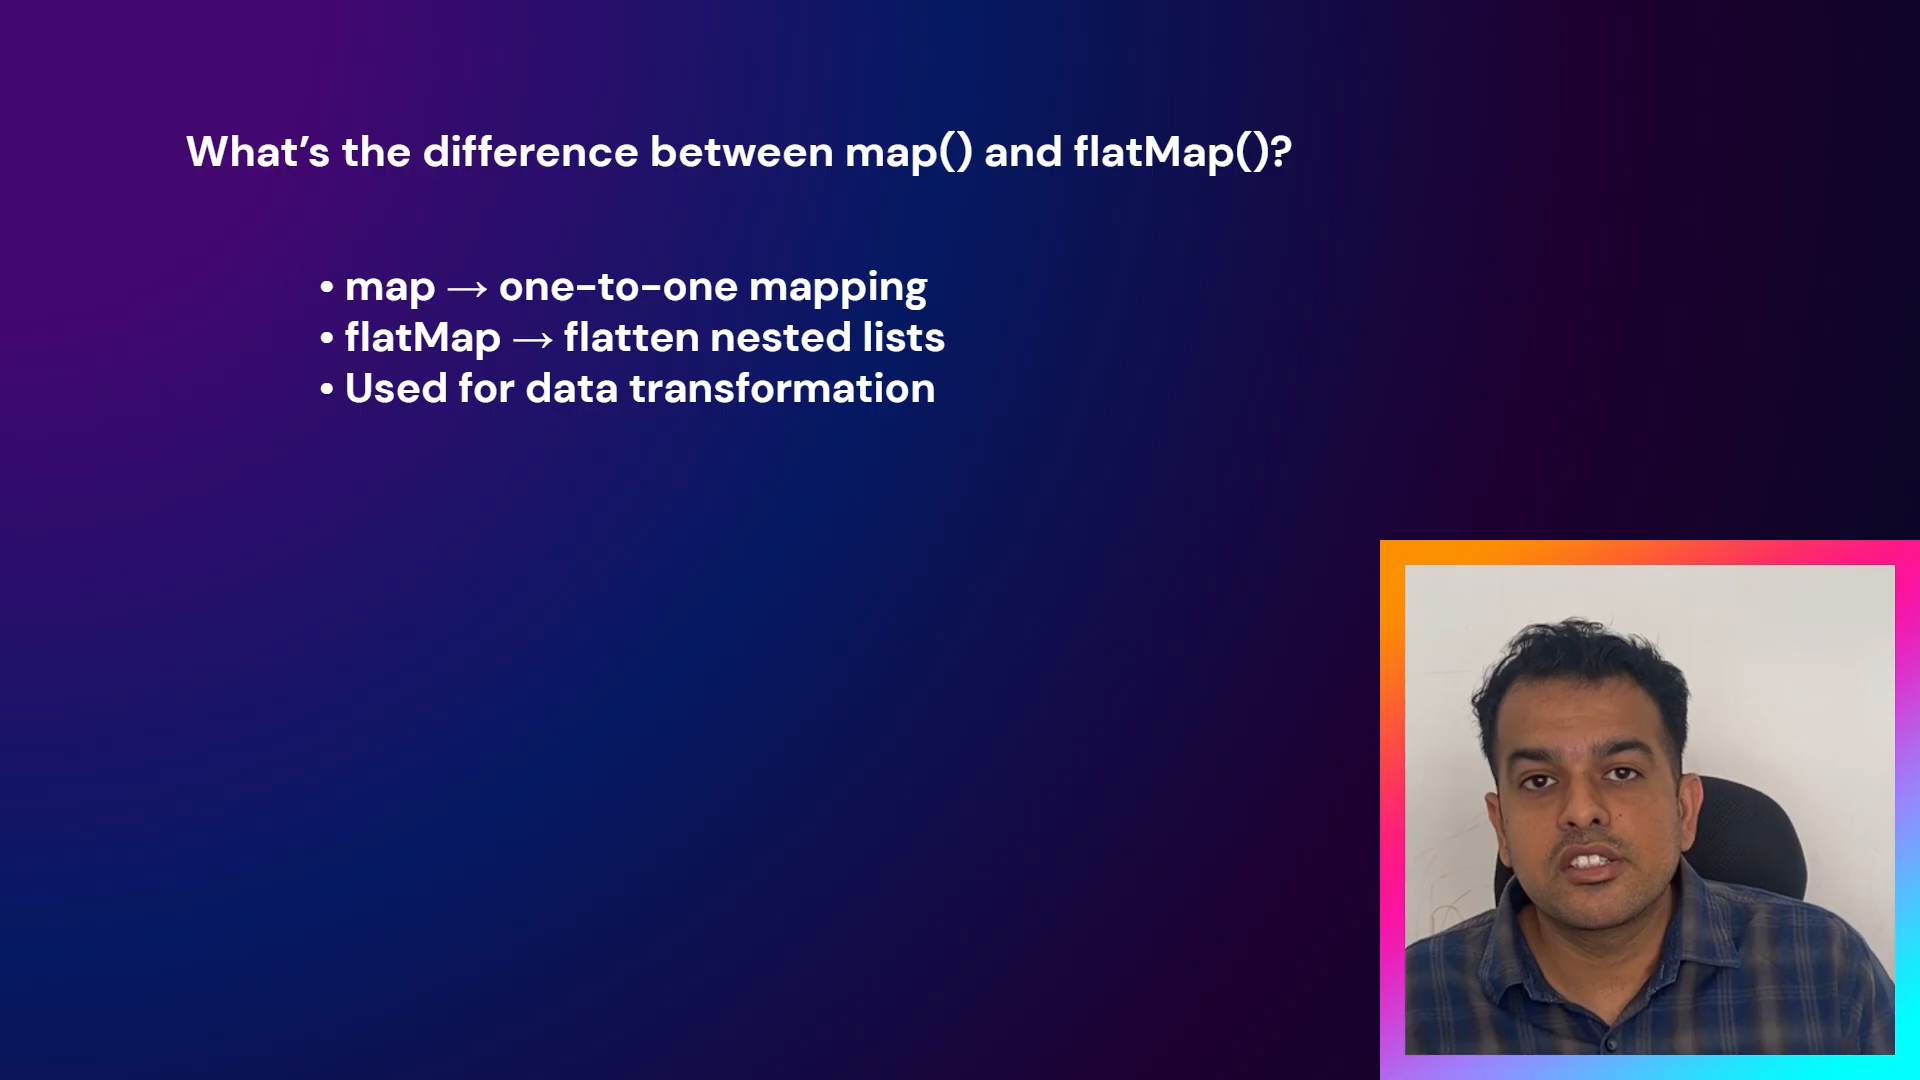 What’s the difference between map() and flatMap()?
• map → one-to-one mapping
• flatMap → flatten nested lists
• Used for data transformation